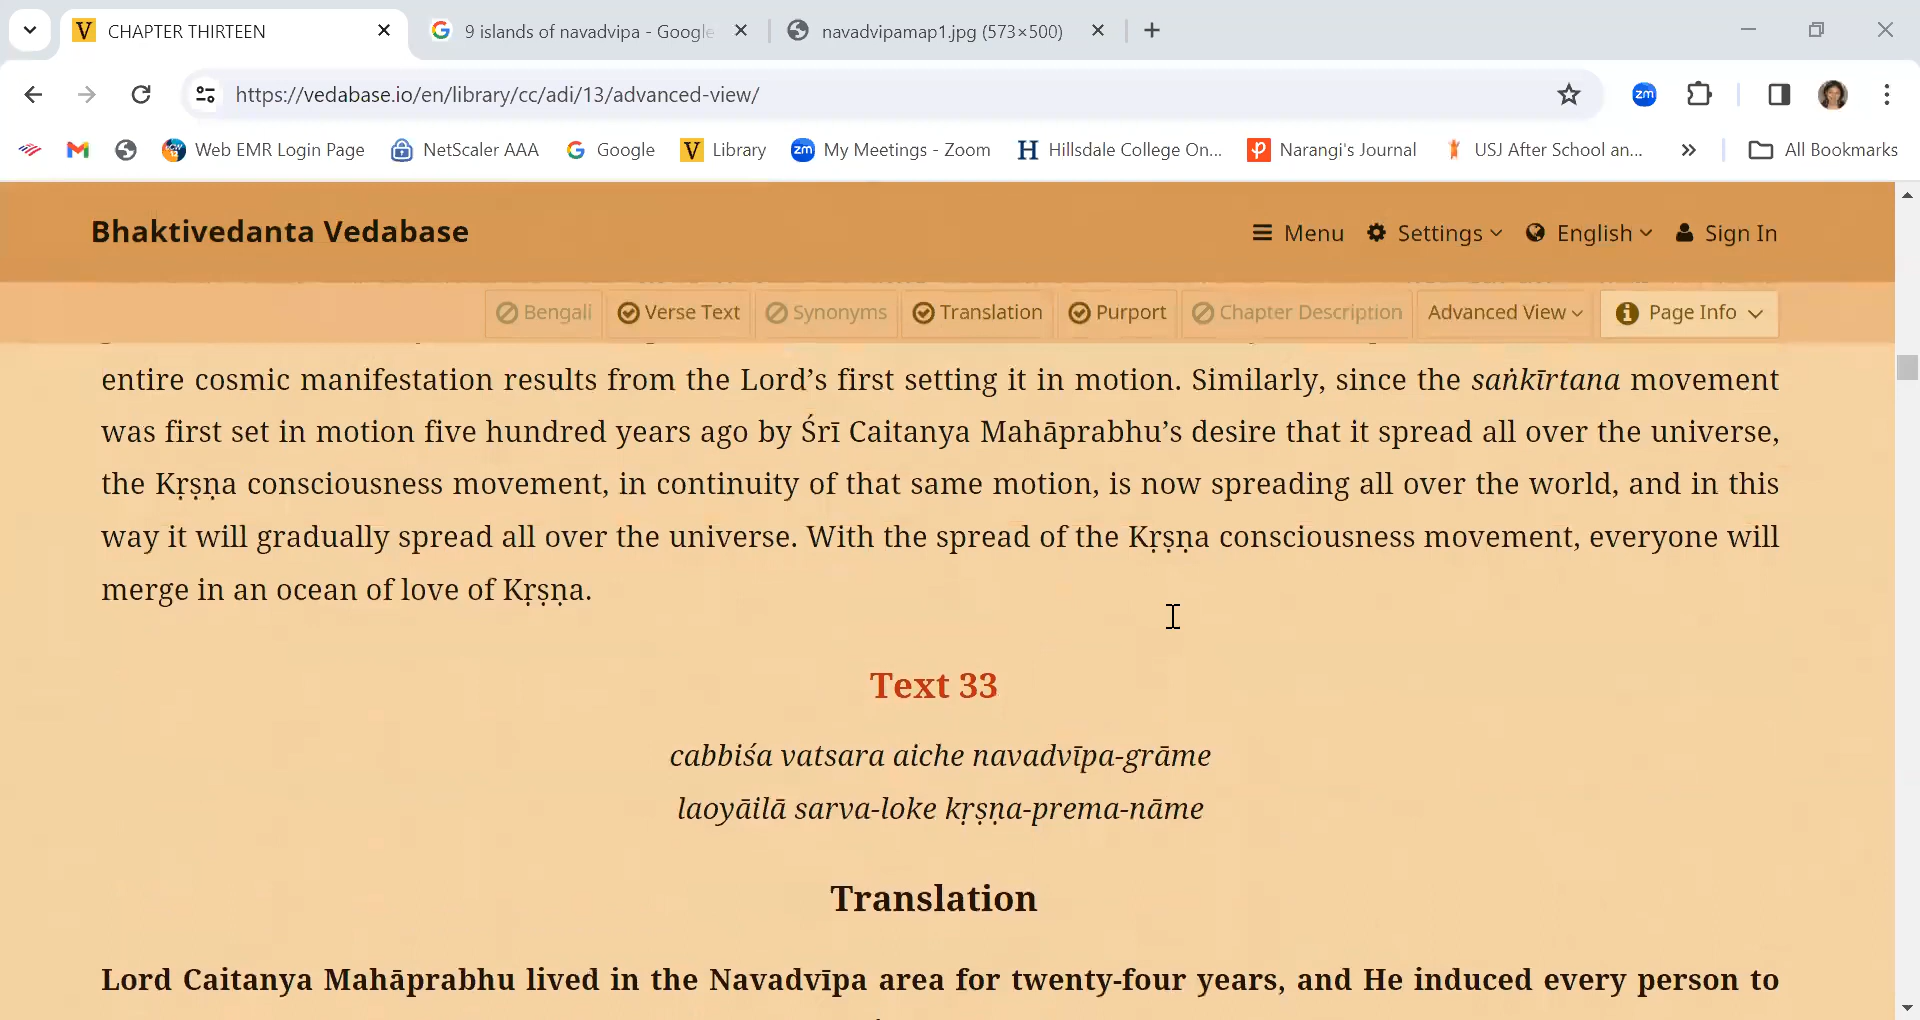 CHAPTER THIRTEEN
9 islands of navadvipa - Google
navadvipamap1.jpg (573×500)
https://vedabase.io/en/library/cc/adi/13/advanced-view/
zm
Web EMR Login Page
NetScaler AAA
Google
Library
zm
My Meetings - Zoom
Hillsdale College On...
Narangi's Journal
USJ After School an...
All Bookmarks
Bhaktivedanta Vedabase
Menu
Settings
English
Sign In
Bengali
Verse Text
Synonyms
Translation
Purport
Chapter Description
Advanced View
Page Info
entire cosmic manifestation results from the Lord’s first setting it in motion. Similarly, since the saṅkīrtana movement
was first set in motion five hundred years ago by Śrī Caitanya Mahāprabhu’s desire that it spread all over the universe,
the Kṛṣṇa consciousness movement, in continuity of that same motion, is now spreading all over the world, and in this
way it will gradually spread all over the universe. With the spread of the Kṛṣṇa consciousness movement, everyone will
merge in an ocean of love of Kṛṣṇa.
Text 33
cabbiśa vatsara aiche navadvīpa-grāme
laoyāilā sarva-loke kṛṣṇa-prema-nāme
Translation
Lord Caitanya Mahāprabhu lived in the Navadvīpa area for twenty-four years, and He induced every person to